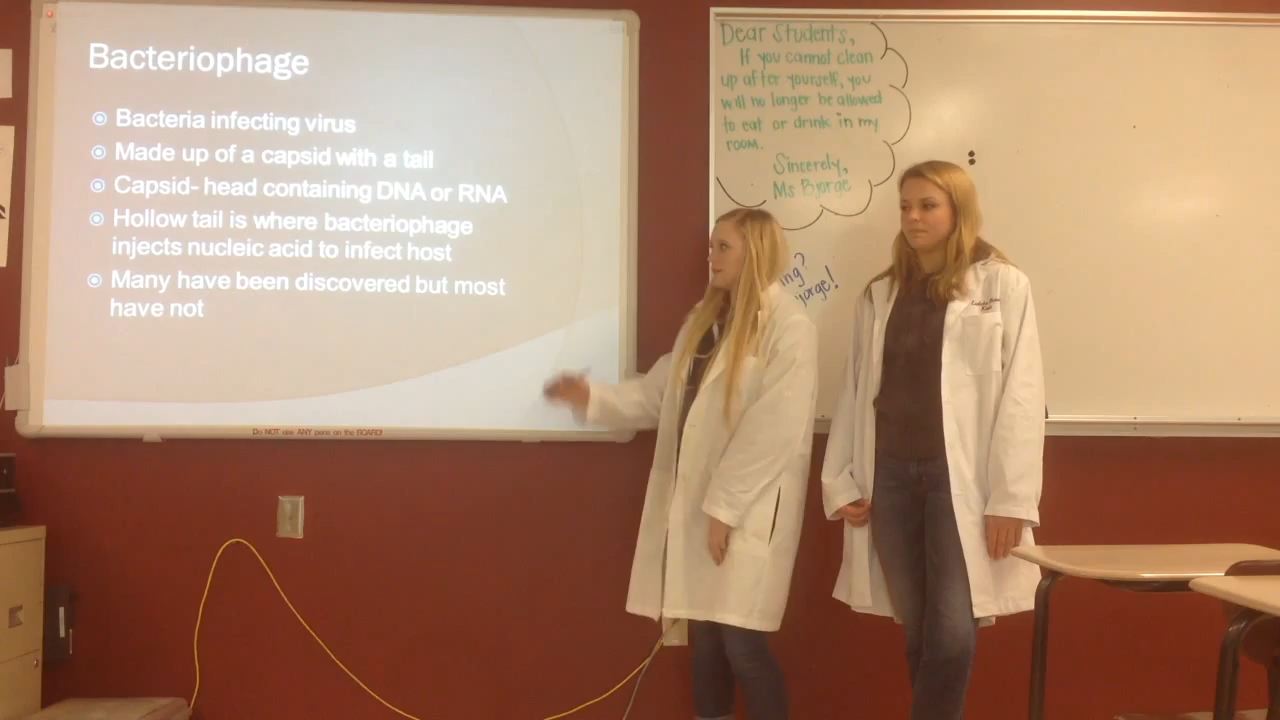 Bacteriophage
Bacteria infecting virus
Made up of a capsid with a tail
Capsid- head containing DNA or RNA
Hollow tail is where bacteriophage
injects nucleic acid to infect host
Many have been discovered but most
have not
Do NOT use ANY pens on the BOARD!
Dear Students,
If you cannot clean
up after yourself, you
will no longer be allowed
to eat or drink in my
room.
Sincerely,
Ms Bjorge
ing?
jorge!